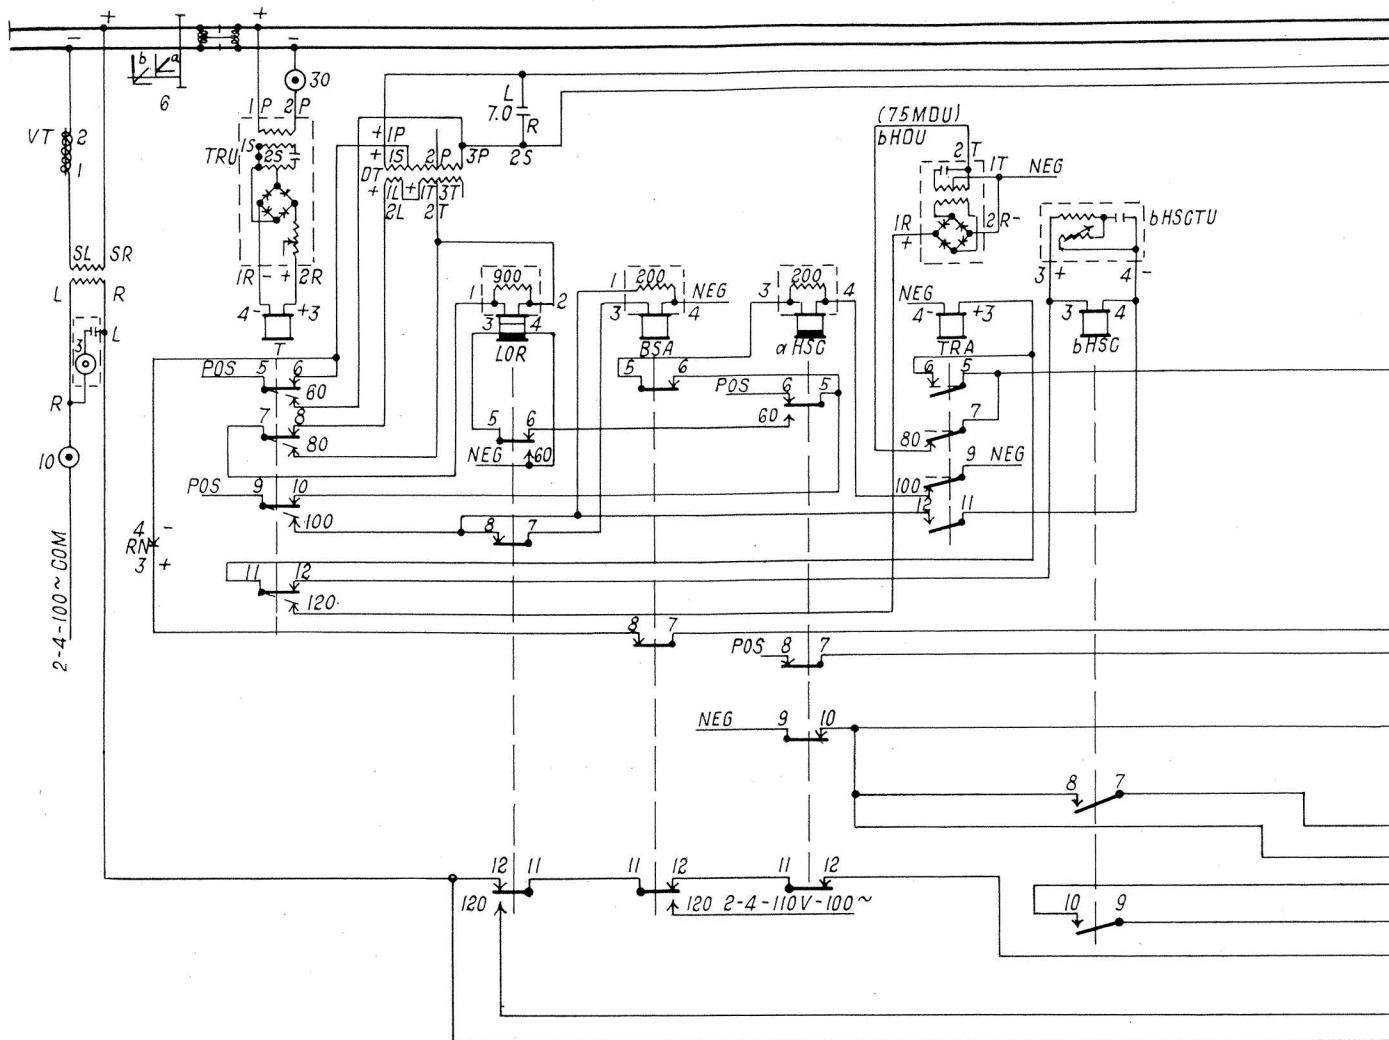 + +
- -
b a
6
30
1P 2P
VT 2
1
TRU 1S 2S
L
7.0
R
+ 1P
+ 1S 2P 3P 2S
DT
+ 1L + 1T 3T
2L 2T
(75MDU)
bHDU
2T 1T NEG
1R 2R-
+
bHSGTU
3 + 4 -
SL SR
L R
1R - + 2R
900
1 2
200
1 NEG
200
3 4
3 L
4- +3
T
3 4
LOR
3 4
BSA
aHSG
NEG
4- +3
TRA
3 4
bHSG
R
POS 5 6
60
5 6
POS 6 5
60
6 5
7 8
80
5 6
NEG 60
80 7
10
POS 9 10
100
9 NEG
100
4 -
RN
3 +
8 7
12 11
11 12
120
2-4-100~COM
8 7
POS 8 7
NEG 9 10
8 7
12 11
120
11 12
120 2-4-110V-100~
11 12
10 9